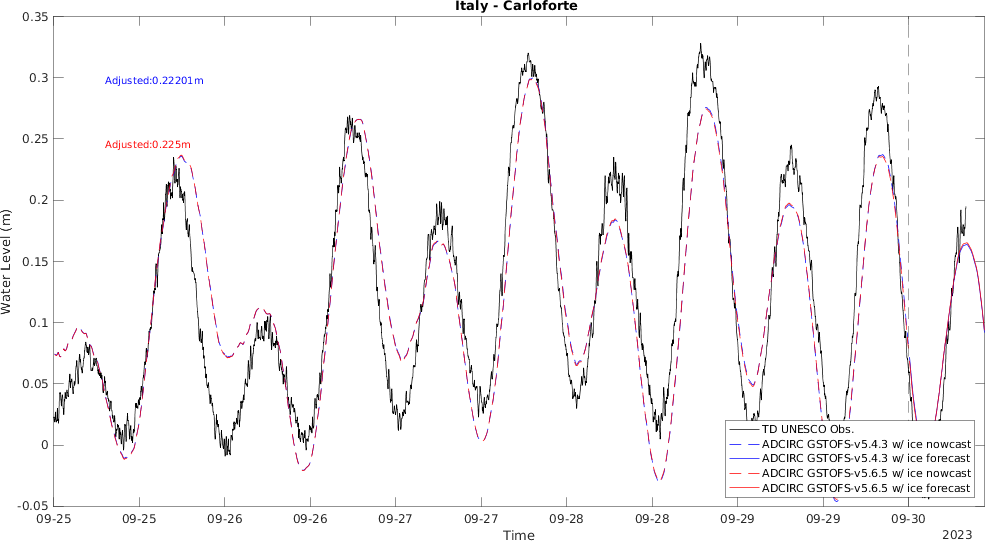 Italy - Carloforte
0.35
0.3
0.25
0.2
0.15
0.1
0.05
0
-0.05
Water Level (m)
Adjusted:0.22201m
Adjusted:0.225m
TD UNESCO Obs.
ADCIRC GSTOFS-v5.4.3 w/ ice nowcast
ADCIRC GSTOFS-v5.4.3 w/ ice forecast
ADCIRC GSTOFS-v5.6.5 w/ ice nowcast
ADCIRC GSTOFS-v5.6.5 w/ ice forecast
09-25 09-25 09-26 09-26 09-27 09-27 09-28 09-28 09-29 09-29 09-30
Time
2023